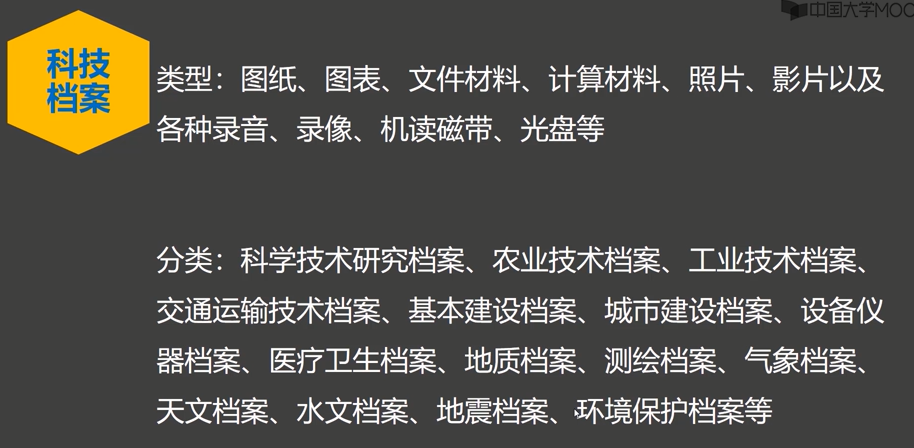 中国大学MOOC
科技
档案
类型：图纸、图表、文件材料、计算材料、照片、影片以及
各种录音、录像、机读磁带、光盘等
分类：科学技术研究档案、农业技术档案、工业技术档案、
交通运输技术档案、基本建设档案、城市建设档案、设备仪
器档案、医疗卫生档案、地质档案、测绘档案、气象档案、
天文档案、水文档案、地震档案、环境保护档案等